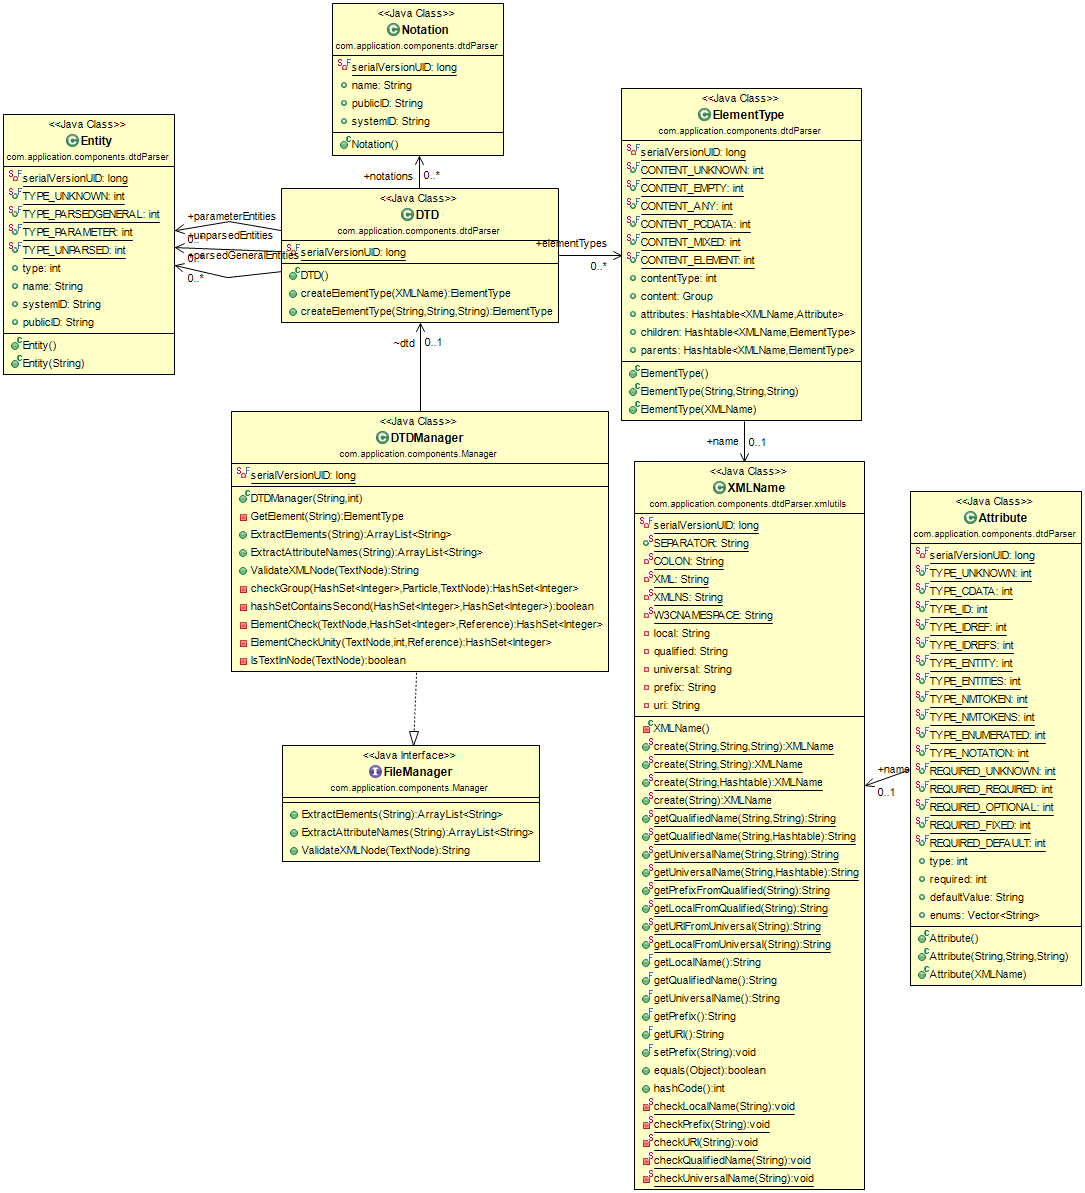 <<Java Class>>
Notation
com.application.components.dtdParser
serialVersionUID: long
name: String
publicID: String
systemID: String
Notation()
<<Java Class>>
Entity
com.application.components.dtdParser
serialVersionUID: long
TYPE_UNKNOWN: int
TYPE_PARSEDGENERAL: int
TYPE_PARAMETER: int
TYPE_UNPARSED: int
type: int
name: String
systemID: String
publicID: String
Entity()
Entity(String)
+notations
0..*
+parameterEntities
0..*
+unparsedEntities
0..*
+parsedGeneralEntities
0..*
<<Java Class>>
DTD
com.application.components.dtdParser
serialVersionUID: long
DTD()
createElementType(XMLName):ElementType
createElementType(String,String,String):ElementType
+elementTypes
0..*
<<Java Class>>
ElementType
com.application.components.dtdParser
serialVersionUID: long
CONTENT_UNKNOWN: int
CONTENT_EMPTY: int
CONTENT_ANY: int
CONTENT_PCDATA: int
CONTENT_MIXED: int
CONTENT_ELEMENT: int
contentType: int
content: Group
attributes: Hashtable<XMLName,Attribute>
children: Hashtable<XMLName,ElementType>
parents: Hashtable<XMLName,ElementType>
ElementType()
ElementType(String,String,String)
ElementType(XMLName)
~dtd
0..1
<<Java Class>>
DTDManager
com.application.components.Manager
serialVersionUID: long
DTDManager(String,int)
GetElement(String):ElementType
ExtractElements(String):ArrayList<String>
ExtractAttributeNames(String):ArrayList<String>
ValidateXMLNode(TextNode):String
checkGroup(HashSet<Integer>,Particle,TextNode):HashSet<Integer>
hashSetContainsSecond(HashSet<Integer>,HashSet<Integer>):boolean
ElementCheck(TextNode,HashSet<Integer>,Reference):HashSet<Integer>
ElementCheckUnity(TextNode,int,Reference):HashSet<Integer>
IsTextInNode(TextNode):boolean
<<Java Interface>>
FileManager
com.application.components.Manager
ExtractElements(String):ArrayList<String>
ExtractAttributeNames(String):ArrayList<String>
ValidateXMLNode(TextNode):String
+name
0..1
<<Java Class>>
XMLName
com.application.components.dtdParser.xmlutils
serialVersionUID: long
SEPARATOR: String
COLON: String
XML: String
XMLNS: String
W3CNAMESPACE: String
local: String
qualified: String
universal: String
prefix: String
uri: String
XMLName()
create(String,String,String):XMLName
create(String,String):XMLName
create(String,Hashtable):XMLName
create(String):XMLName
getQualifiedName(String,String):String
getQualifiedName(String,Hashtable):String
getUniversalName(String,String):String
getUniversalName(String,Hashtable):String
getPrefixFromQualified(String):String
getLocalFromQualified(String):String
getURIFromUniversal(String):String
getLocalFromUniversal(String):String
getLocalName():String
getQualifiedName():String
getUniversalName():String
getPrefix():String
getURI():String
setPrefix(String):void
equals(Object):boolean
hashCode():int
checkLocalName(String):void
checkPrefix(String):void
checkURI(String):void
checkQualifiedName(String):void
checkUniversalName(String):void
+name
0..1
<<Java Class>>
Attribute
com.application.components.dtdParser
serialVersionUID: long
TYPE_UNKNOWN: int
TYPE_CDATA: int
TYPE_ID: int
TYPE_IDREF: int
TYPE_IDREFS: int
TYPE_ENTITY: int
TYPE_ENTITIES: int
TYPE_NMTOKEN: int
TYPE_NMTOKENS: int
TYPE_ENUMERATED: int
TYPE_NOTATION: int
REQUIRED_UNKNOWN: int
REQUIRED_REQUIRED: int
REQUIRED_OPTIONAL: int
REQUIRED_FIXED: int
REQUIRED_DEFAULT: int
type: int
required: int
defaultValue: String
enums: Vector<String>
Attribute()
Attribute(String,String,String)
Attribute(XMLName)